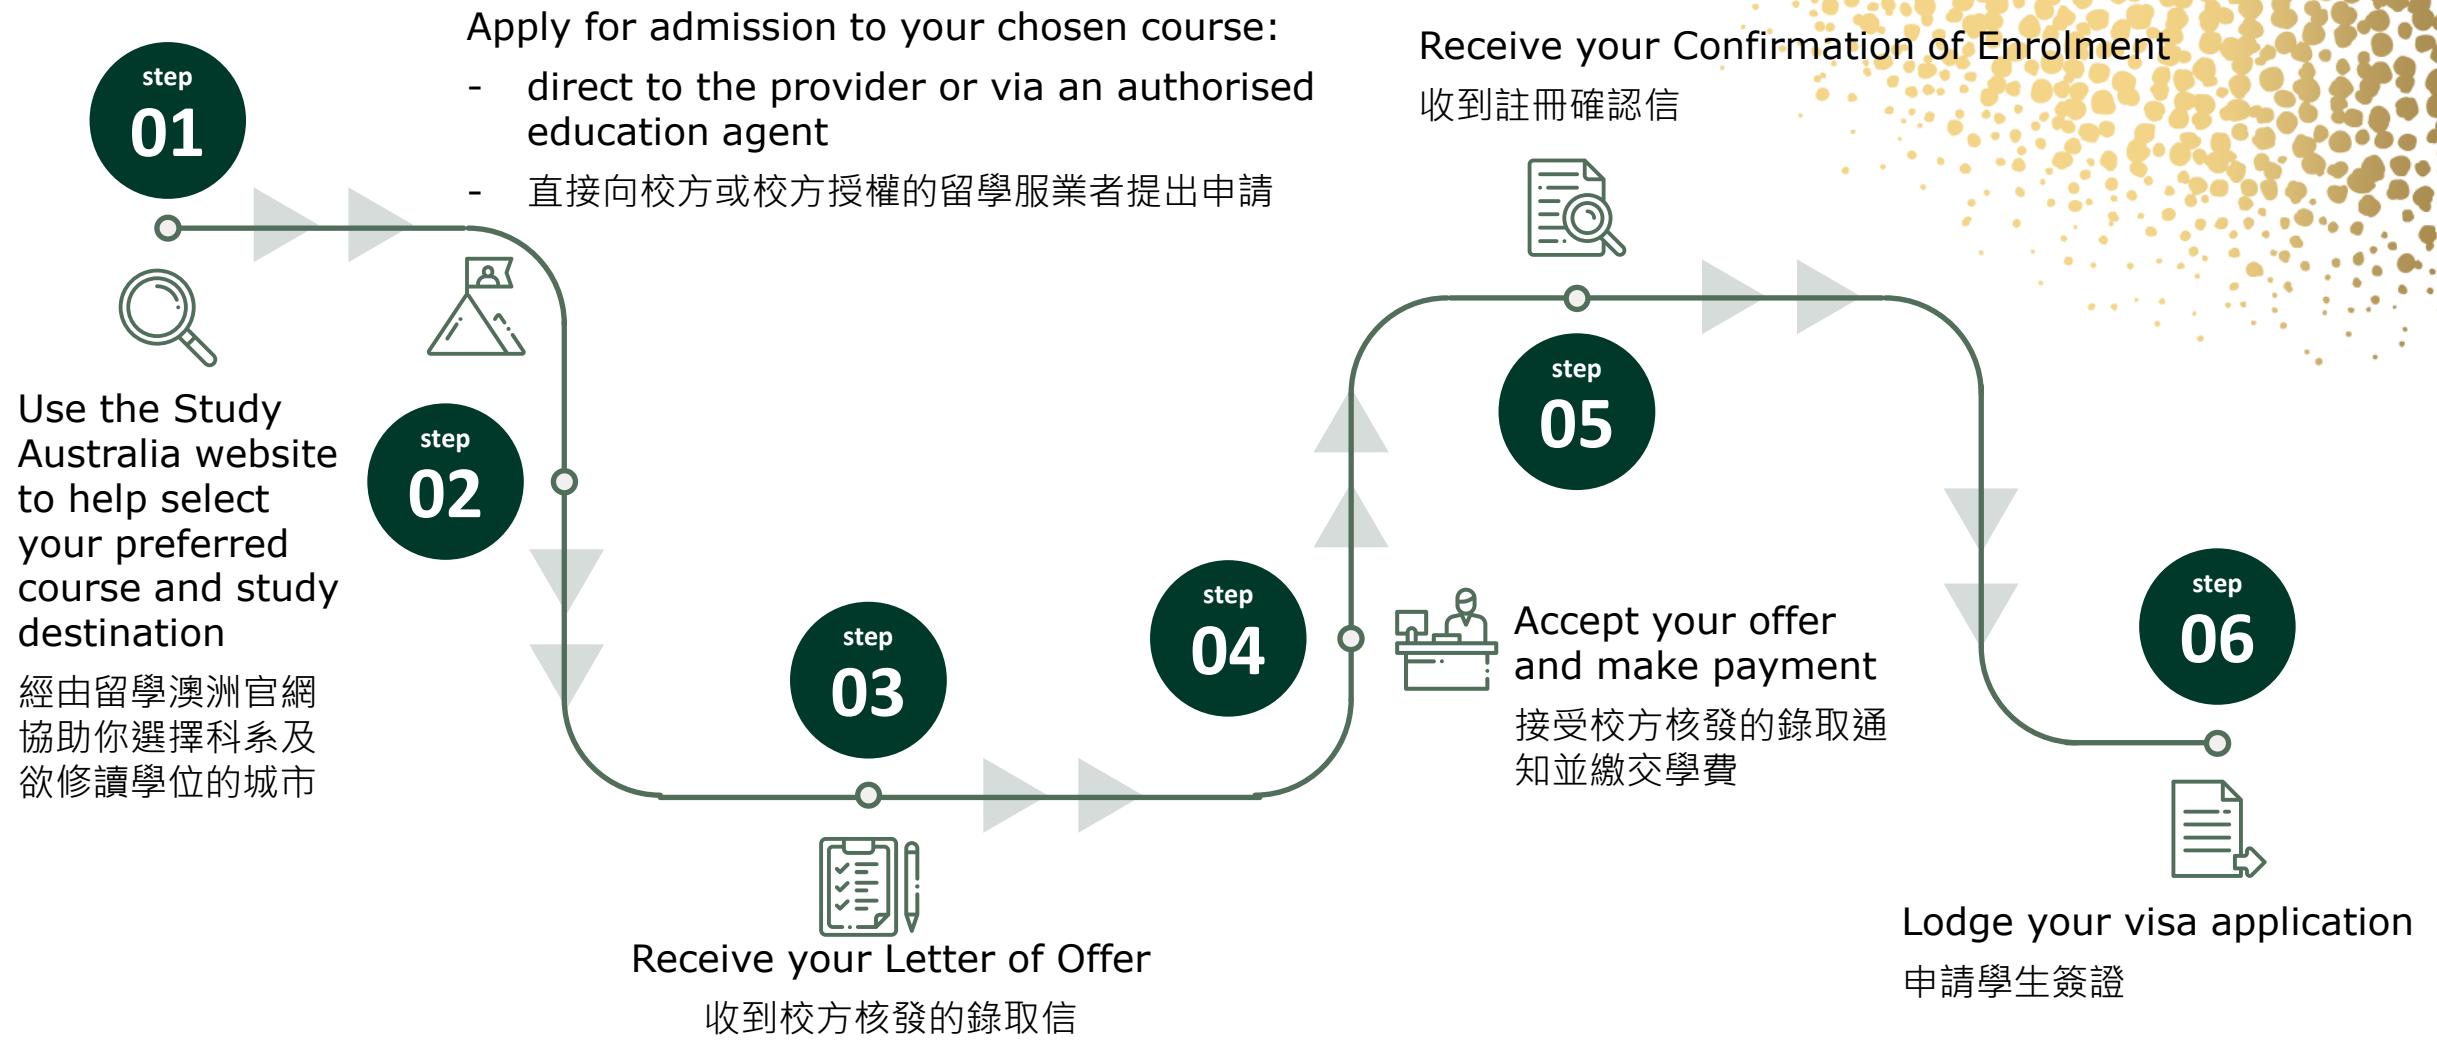 step
01
Use the Study
Australia website
to help select
your preferred
course and study
destination
經由留學澳洲官網
協助你選擇科系及
欲修讀學位的城市
step
02
Apply for admission to your chosen course:
- direct to the provider or via an authorised
education agent
- 直接向校方或校方授權的留學服業者提出申請
step
03
Receive your Letter of Offer
收到校方核發的錄取信
step
04
Accept your offer
and make payment
接受校方核發的錄取通
知並繳交學費
step
05
Receive your Confirmation of Enrolment
收到註冊確認信
step
06
Lodge your visa application
申請學生簽證